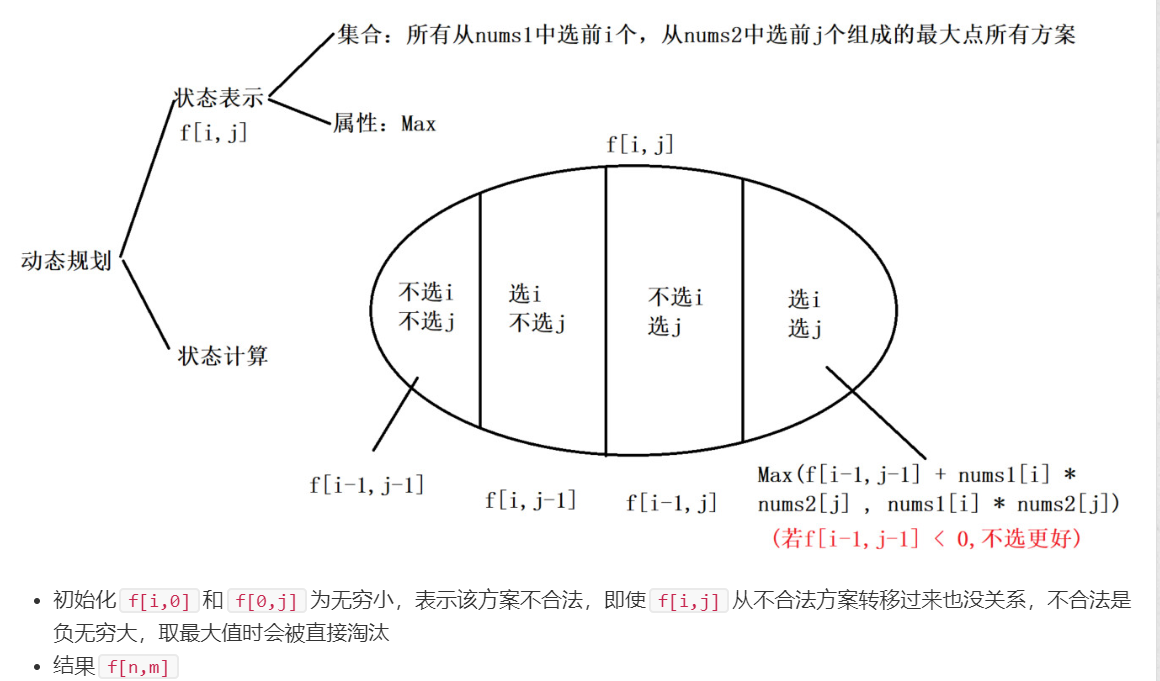 集合：所有从nums1中选前i个，从nums2中选前j个组成的最大点所有方案
状态表示
f[i,j]
属性：Max
f[i,j]
动态规划
不选i
不选j
选i
不选j
不选i
选j
选i
选j
状态计算
f[i-1,j-1]
f[i,j-1]
f[i-1,j]
Max(f[i-1,j-1] + nums1[i] *
nums2[j] , nums1[i] * nums2[j])
(若f[i-1,j-1] < 0,不选更好)
• 初始化 f[i,0] 和 f[0,j] 为无穷小，表示该方案不合法，即使 f[i,j] 从不合法方案转移过来也没关系，不合法是
负无穷大，取最大值时会被直接淘汰
• 结果 f[n,m]